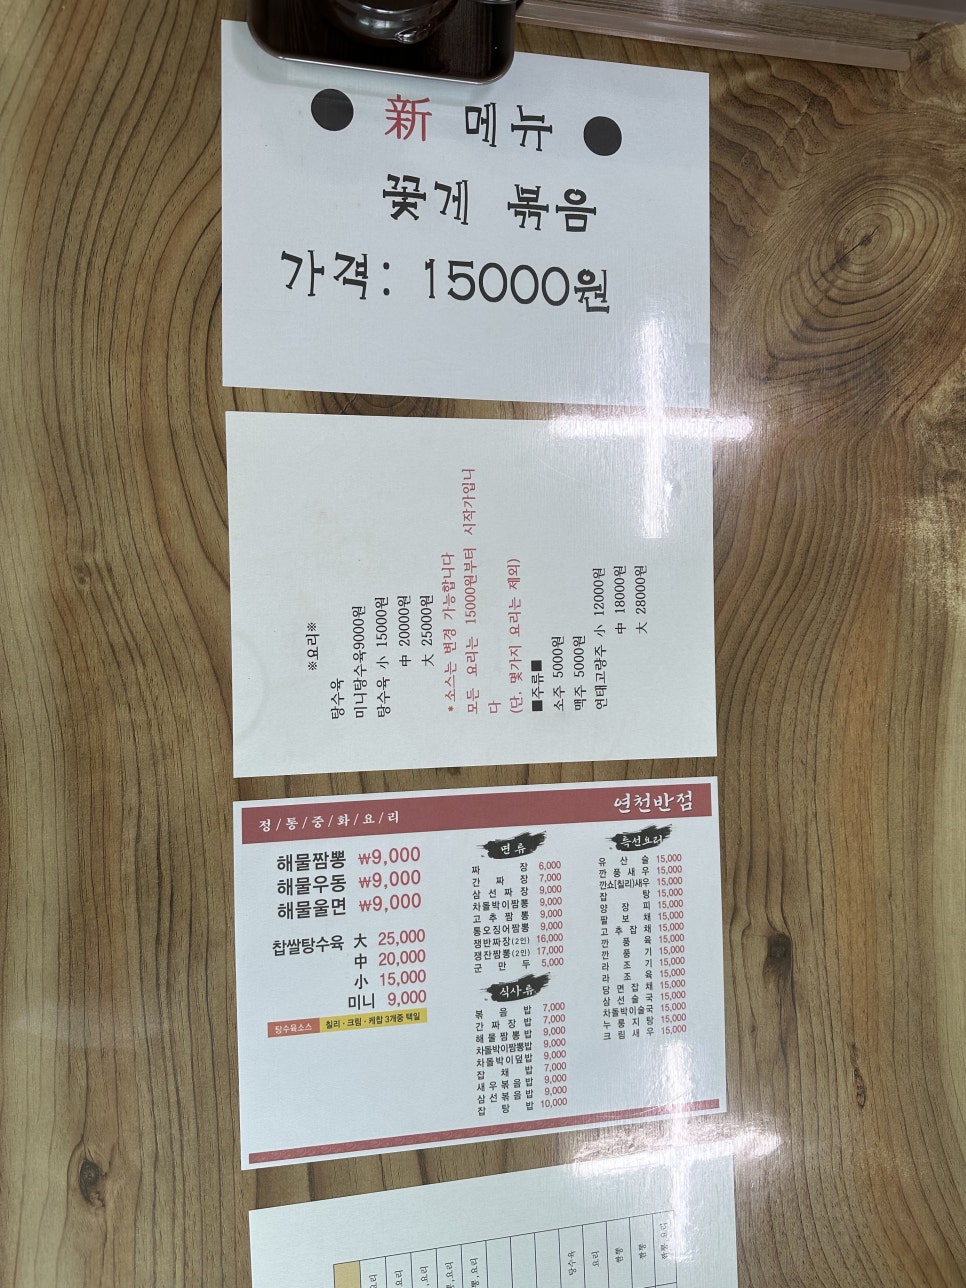 ● 新 메뉴 ●
꽃게 볶음
가격: 15000원
※요리※
탕수육
미니탕수육9000원
탕수육 小 15000원
中 20000원
大 25000원
*소스는 변경 가능합니다
모든 요리는 15000원부터 시작가입니
다
(단, 몇가지 요리는 제외)
■주류■
소주 5000원
맥주 5000원
연태고량주 小 12000원
中 18000원
大 28000원
정/통/중/화/요/리
연천반점
해물짬뽕 ₩9,000
해물우동 ₩9,000
해물울면 ₩9,000
찹쌀탕수육 大 25,000
中 20,000
小 15,000
미니 9,000
탕수육소스 칠리·크림·케찹 3개중 택일
면류
짜장 6,000
간짜장 7,000
삼선짜장 9,000
차돌박이짬뽕 9,000
고추짬뽕 9,000
통오징어짬뽕 9,000
쟁반짜장(2인) 16,000
쟁잔짬뽕(2인) 17,000
군만두 5,000
식사류
볶음밥 7,000
간짜장밥 7,000
해물짬뽕밥 9,000
차돌박이짬뽕밥 9,000
차돌박이덮밥 9,000
잡채밥 7,000
새우볶음밥 9,000
삼선볶음밥 9,000
잡탕밥 10,000
특선요리
유산슬 15,000
깐풍새우 15,000
깐쇼[칠리]새우 15,000
잡탕 15,000
양장피 15,000
팔보채 15,000
고추잡채 15,000
깐풍육 15,000
깐풍기 15,000
라조기 15,000
라조육 15,000
당면잡채 15,000
삼선술국 15,000
차돌박이술국 15,000
누룽지탕 15,000
크림새우 15,000
탕수육
요리
짬뽕
짬뽕
짬뽕,요리